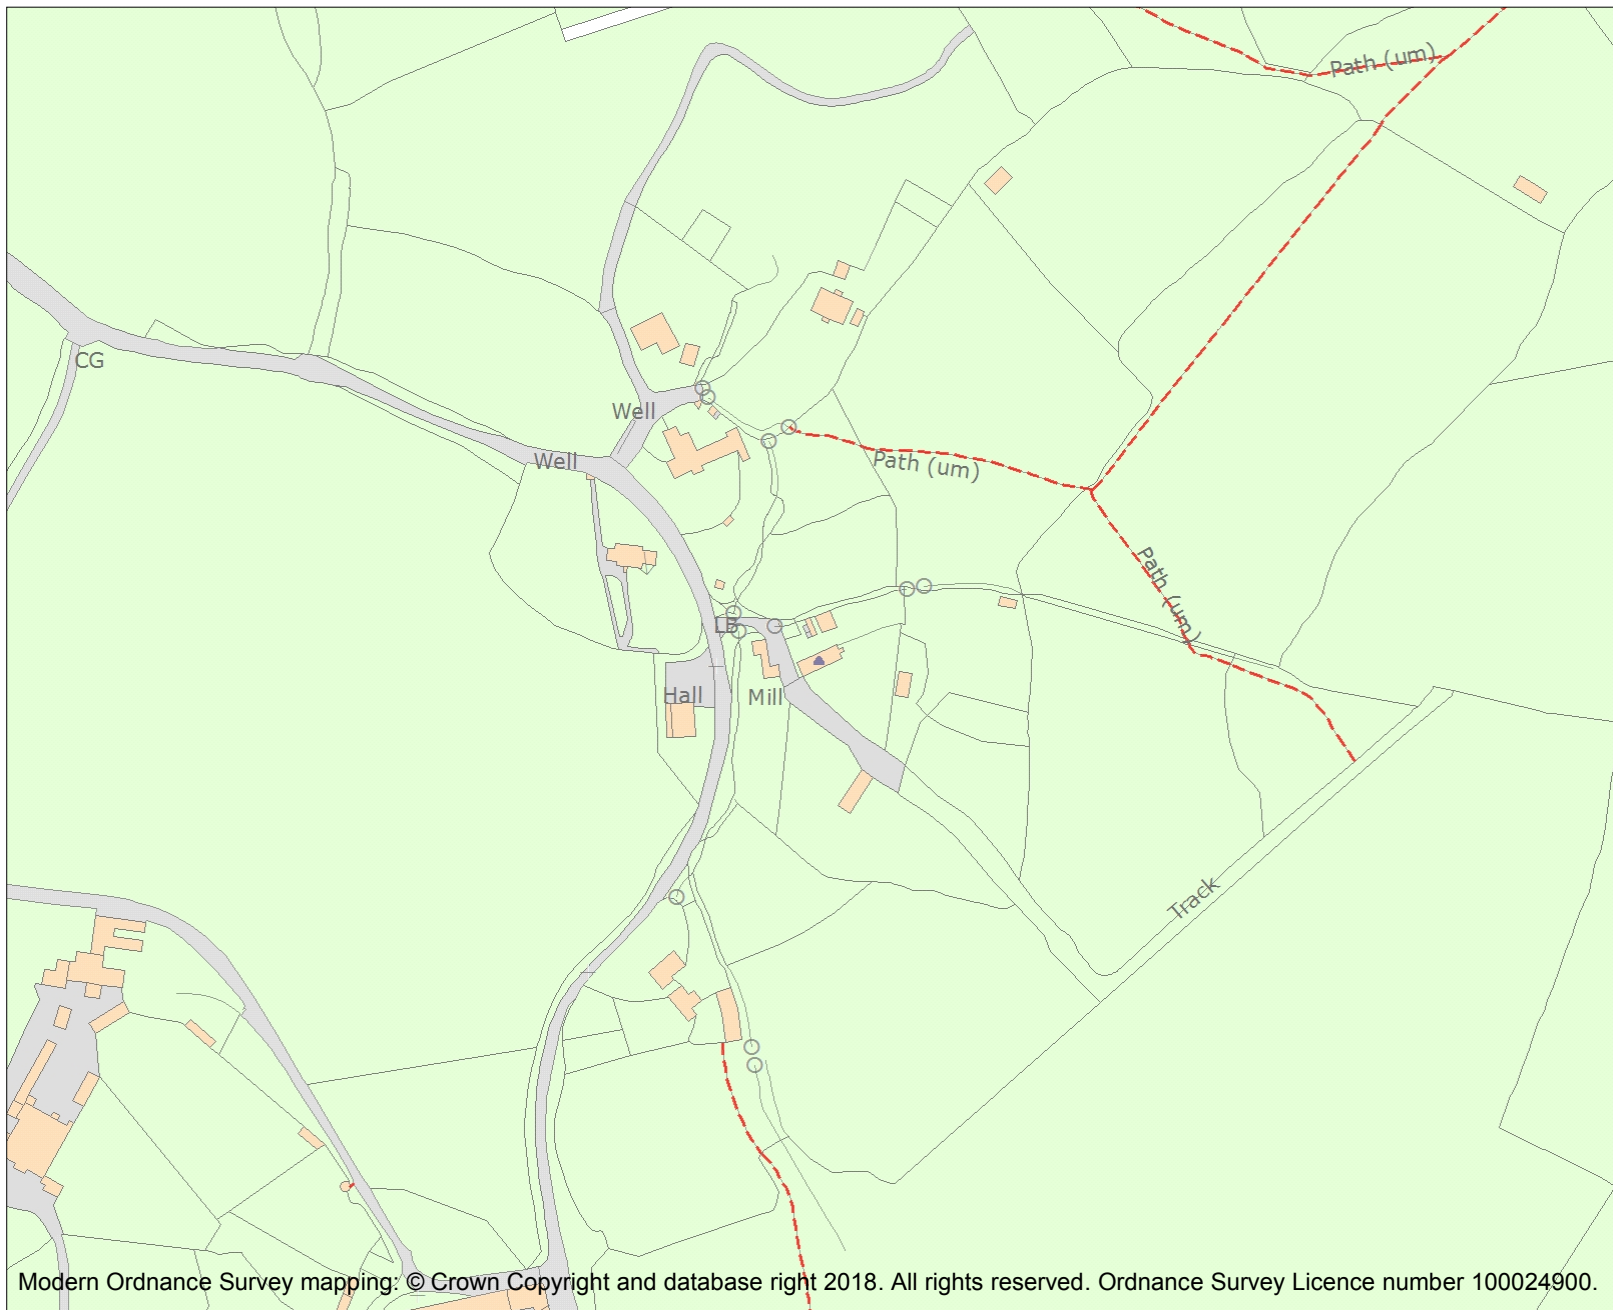 Path (um)
CG
Well
Well
Path (um)
Path (um)
LB
Hall
Mill
Track
Modern Ordnance Survey mapping: © Crown Copyright and database right 2018. All rights reserved. Ordnance Survey Licence number 100024900.